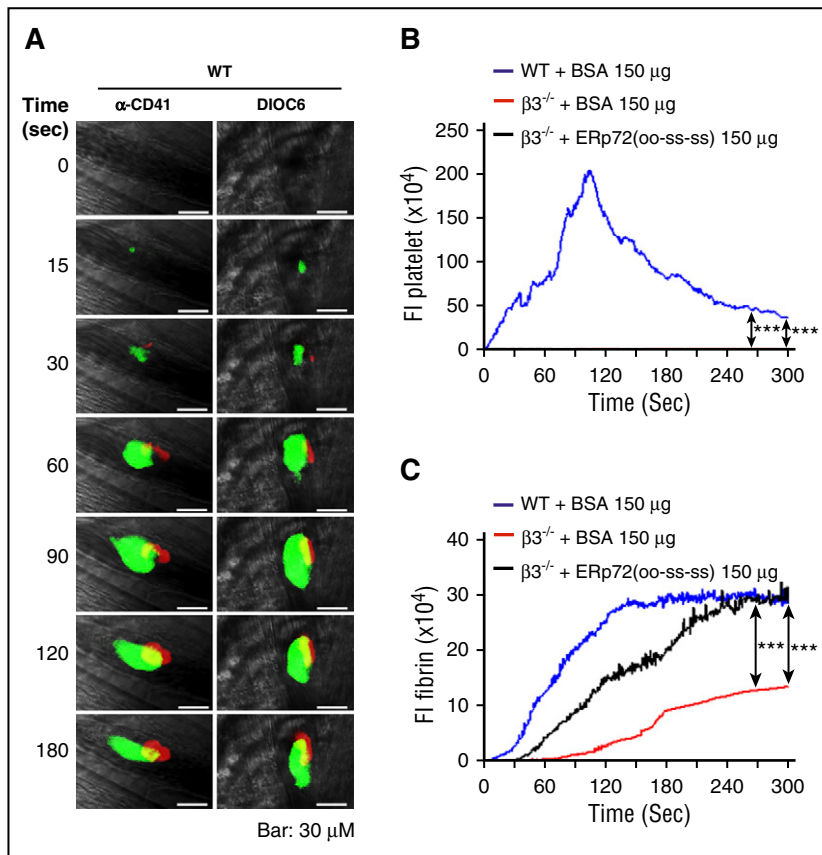 A
WT
Time
(sec)
α-CD41
DIOC6
0
15
30
60
90
120
180
Bar: 30 μM
B
WT + BSA 150 μg
β3-/- + BSA 150 μg
β3-/- + ERp72(oo-ss-ss) 150 μg
FI platelet (x10⁴)
250
200
150
100
50
0
***
***
0 60 120 180 240 300
Time (Sec)
C
WT + BSA 150 μg
β3-/- + BSA 150 μg
β3-/- + ERp72(oo-ss-ss) 150 μg
FI fibrin (x10⁴)
40
30
20
10
0
***
***
0 60 120 180 240 300
Time (Sec)